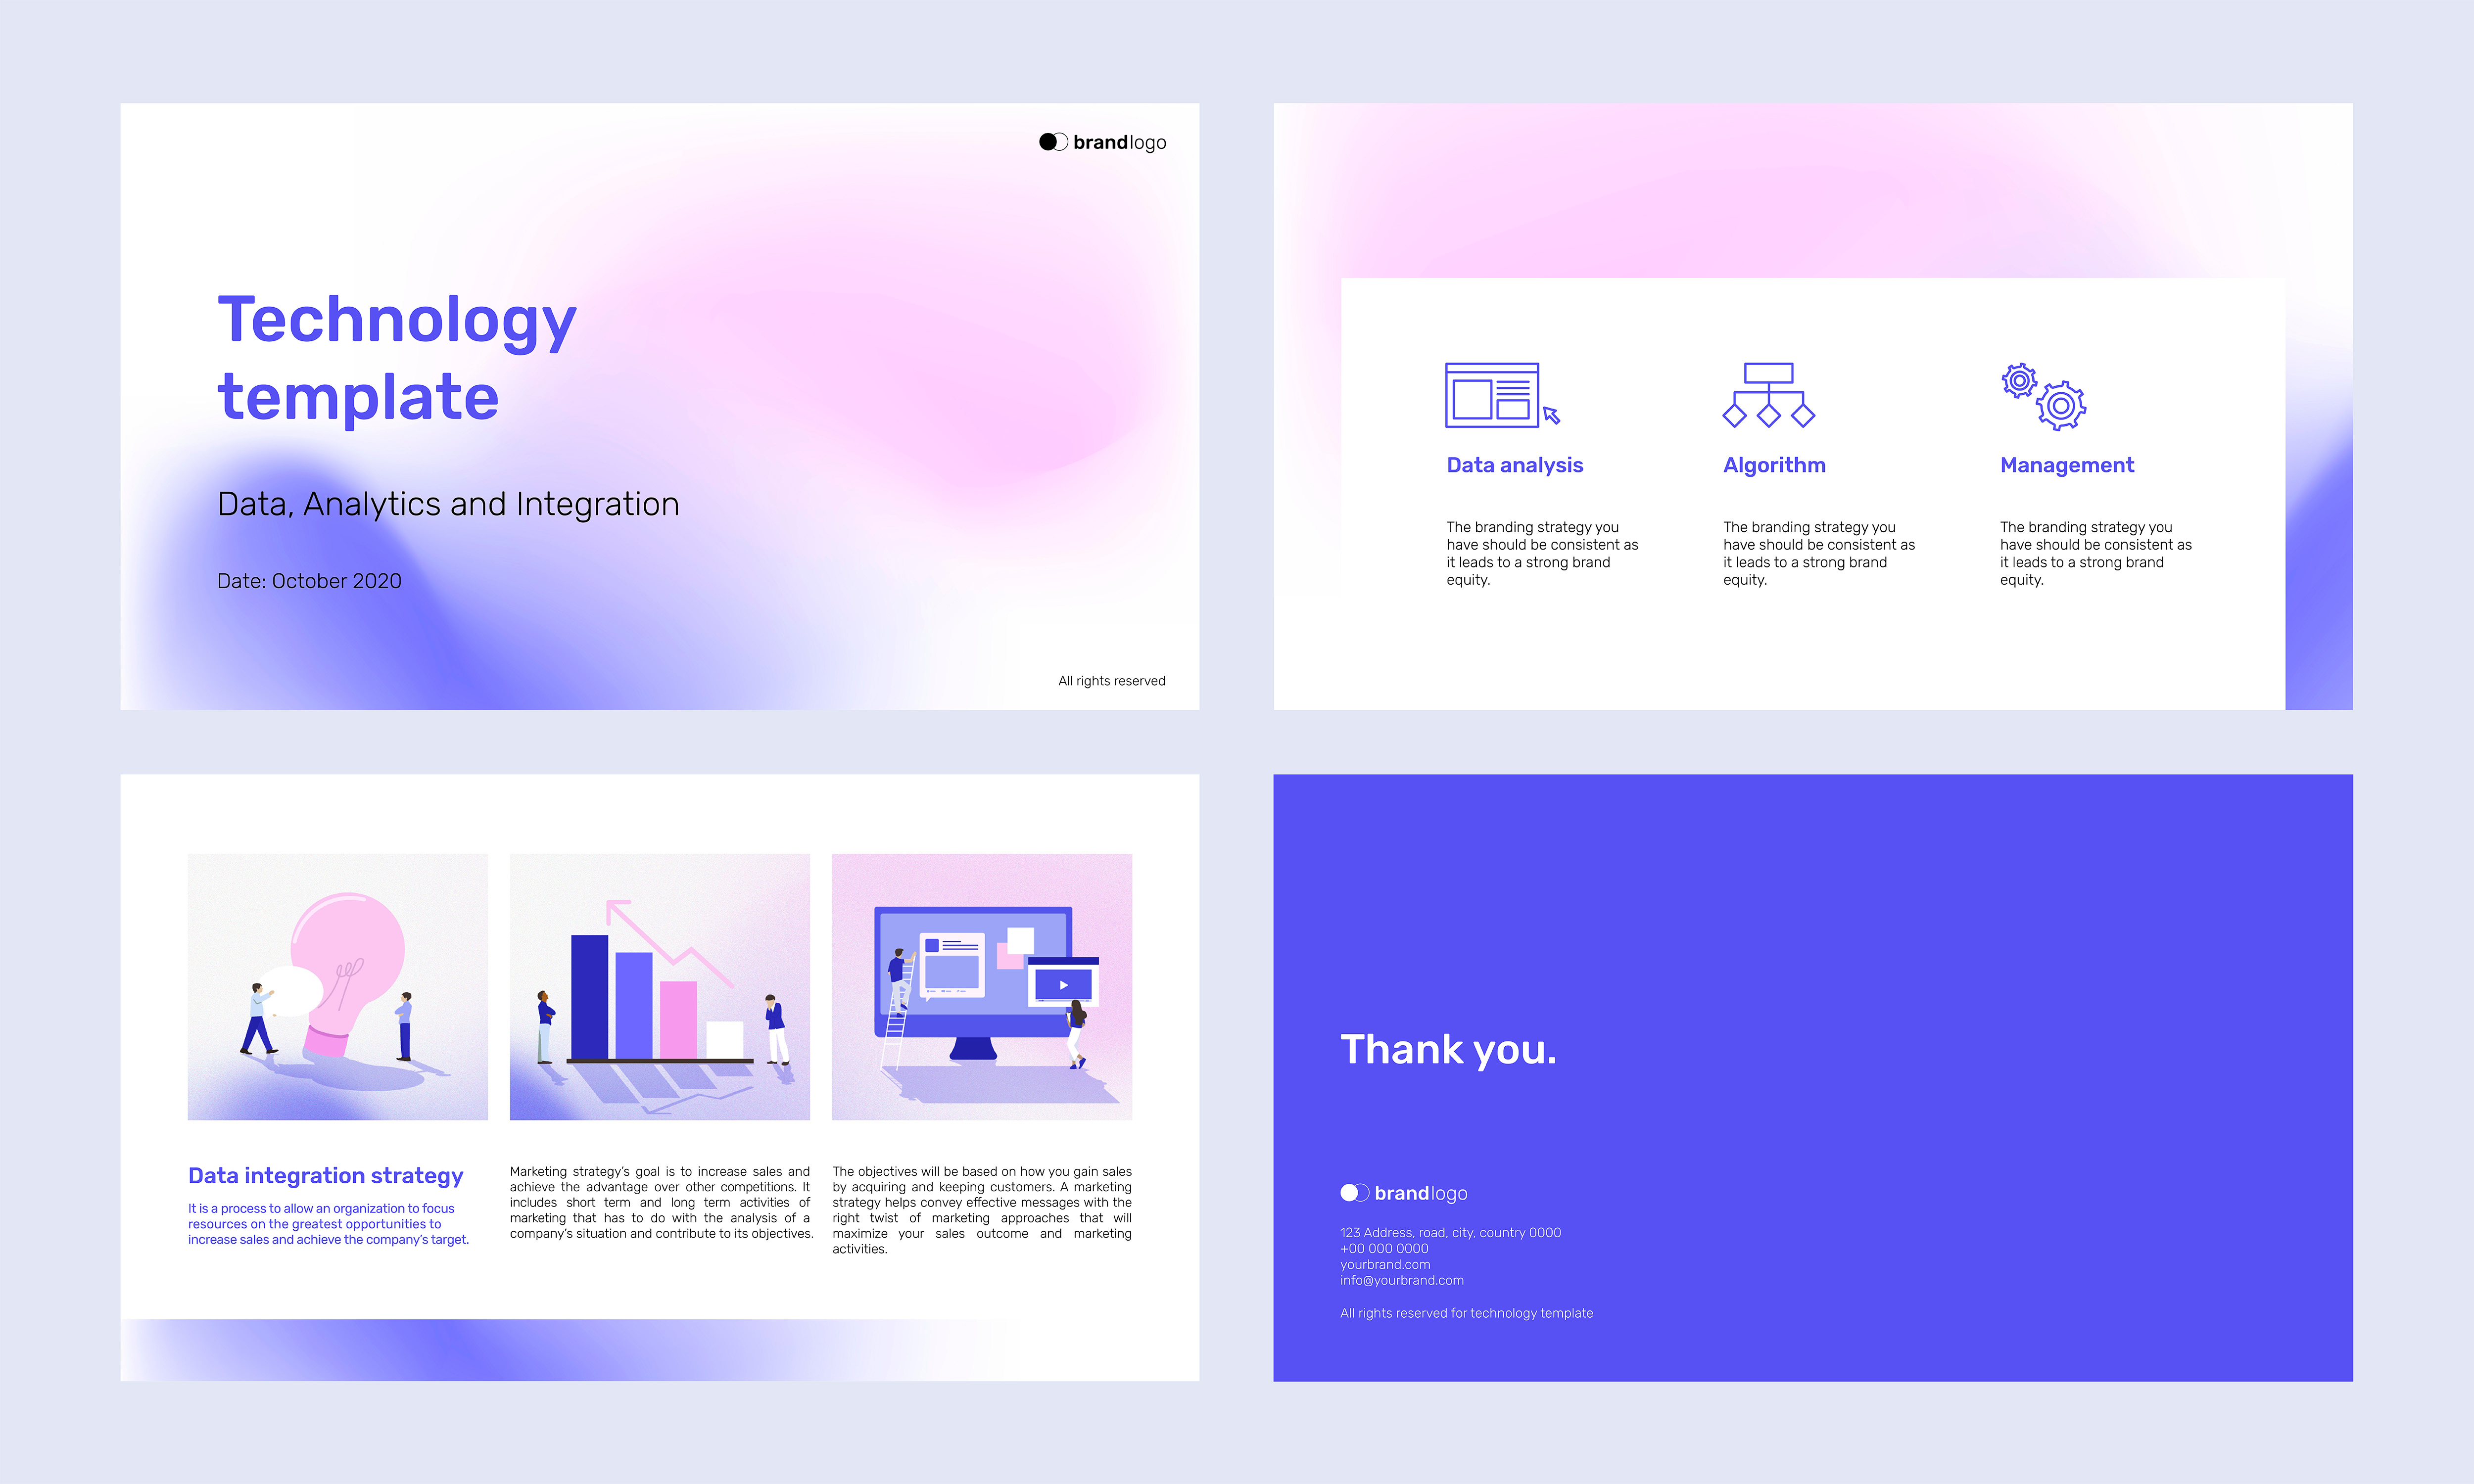 brandlogo
Technology
template
Data, Analytics and Integration
Date: October 2020
All rights reserved
Data analysis
The branding strategy you
have should be consistent as
it leads to a strong brand
equity.
Algorithm
The branding strategy you
have should be consistent as
it leads to a strong brand
equity.
Management
The branding strategy you
have should be consistent as
it leads to a strong brand
equity.
Data integration strategy
It is a process to allow an organization to focus
resources on the greatest opportunities to
increase sales and achieve the company's target.
Marketing strategy's goal is to increase sales and
achieve the advantage over other competitions. It
includes short term and long term activities of
marketing that has to do with the analysis of a
company's situation and contribute to its objectives.
The objectives will be based on how you gain sales
by acquiring and keeping customers. A marketing
strategy helps convey effective messages with the
right twist of marketing approaches that will
maximize your sales outcome and marketing
activities.
Thank you.
brandlogo
123 Address, road, city, country 0000
+00 000 0000
yourbrand.com
info@yourbrand.com
All rights reserved for technology template